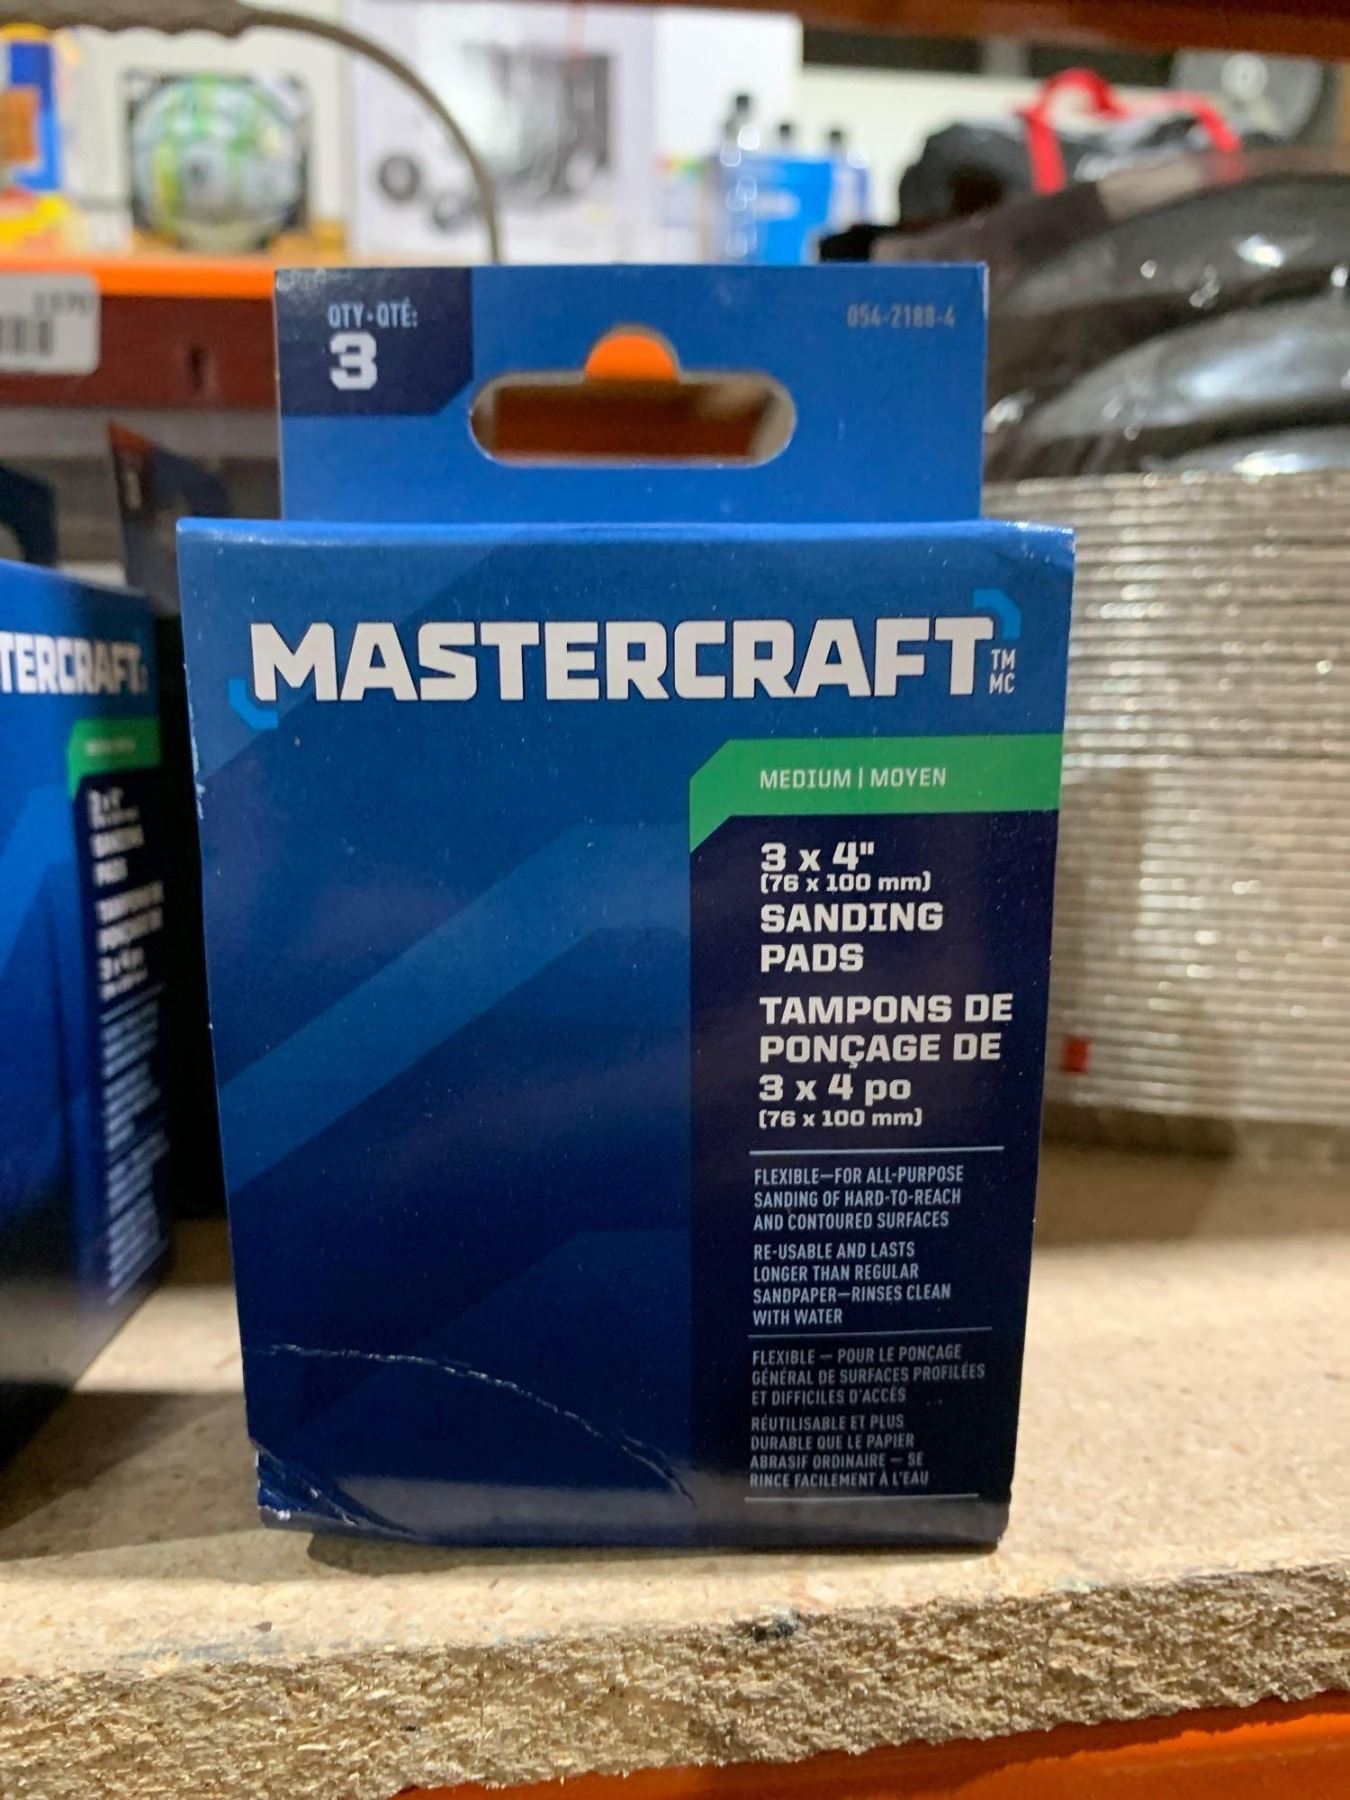 QTY • QTÉ:
3
054-2188-4
MASTERCRAFT
TM
MC
MEDIUM | MOYEN
3 x 4"
(76 x 100 mm)
SANDING
PADS
TAMPONS DE
PONÇAGE DE
3 x 4 po
(76 x 100 mm)
FLEXIBLE—FOR ALL-PURPOSE
SANDING OF HARD-TO-REACH
AND CONTOURED SURFACES
RE-USABLE AND LASTS
LONGER THAN REGULAR
SANDPAPER—RINSES CLEAN
WITH WATER
FLEXIBLE — POUR LE PONÇAGE
GÉNÉRAL DE SURFACES PROFILÉES
ET DIFFICILES D'ACCÈS
RÉUTILISABLE ET PLUS
DURABLE QUE LE PAPIER
ABRASIF ORDINAIRE — SE
RINCE FACILEMENT À L'EAU
TERCRAFT